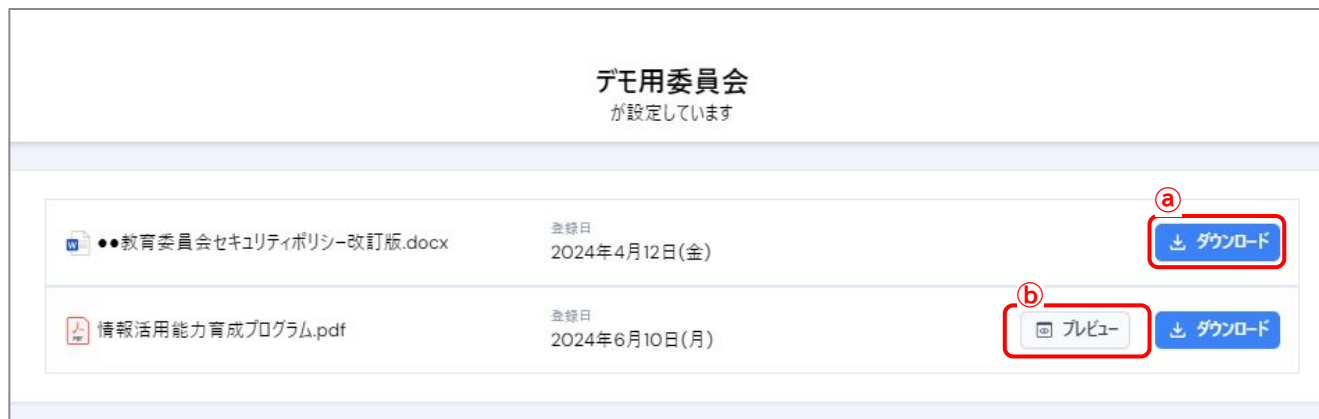 デモ用委員会
が設定しています
ⓐ
●●教育委員会セキュリティポリシー改訂版.docx
登録日
2024年4月12日(金)
ダウンロード
ⓑ
情報活用能力育成プログラム.pdf
登録日
2024年6月10日(月)
プレビュー
ダウンロード